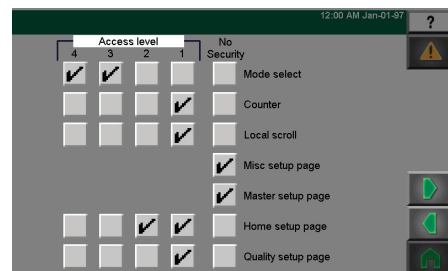 12:00 AM Jan-01-97
?
Access level
No
4 3 2 1 Security
Mode select
Counter
Local scroll
Misc setup page
Master setup page
Home setup page
Quality setup page